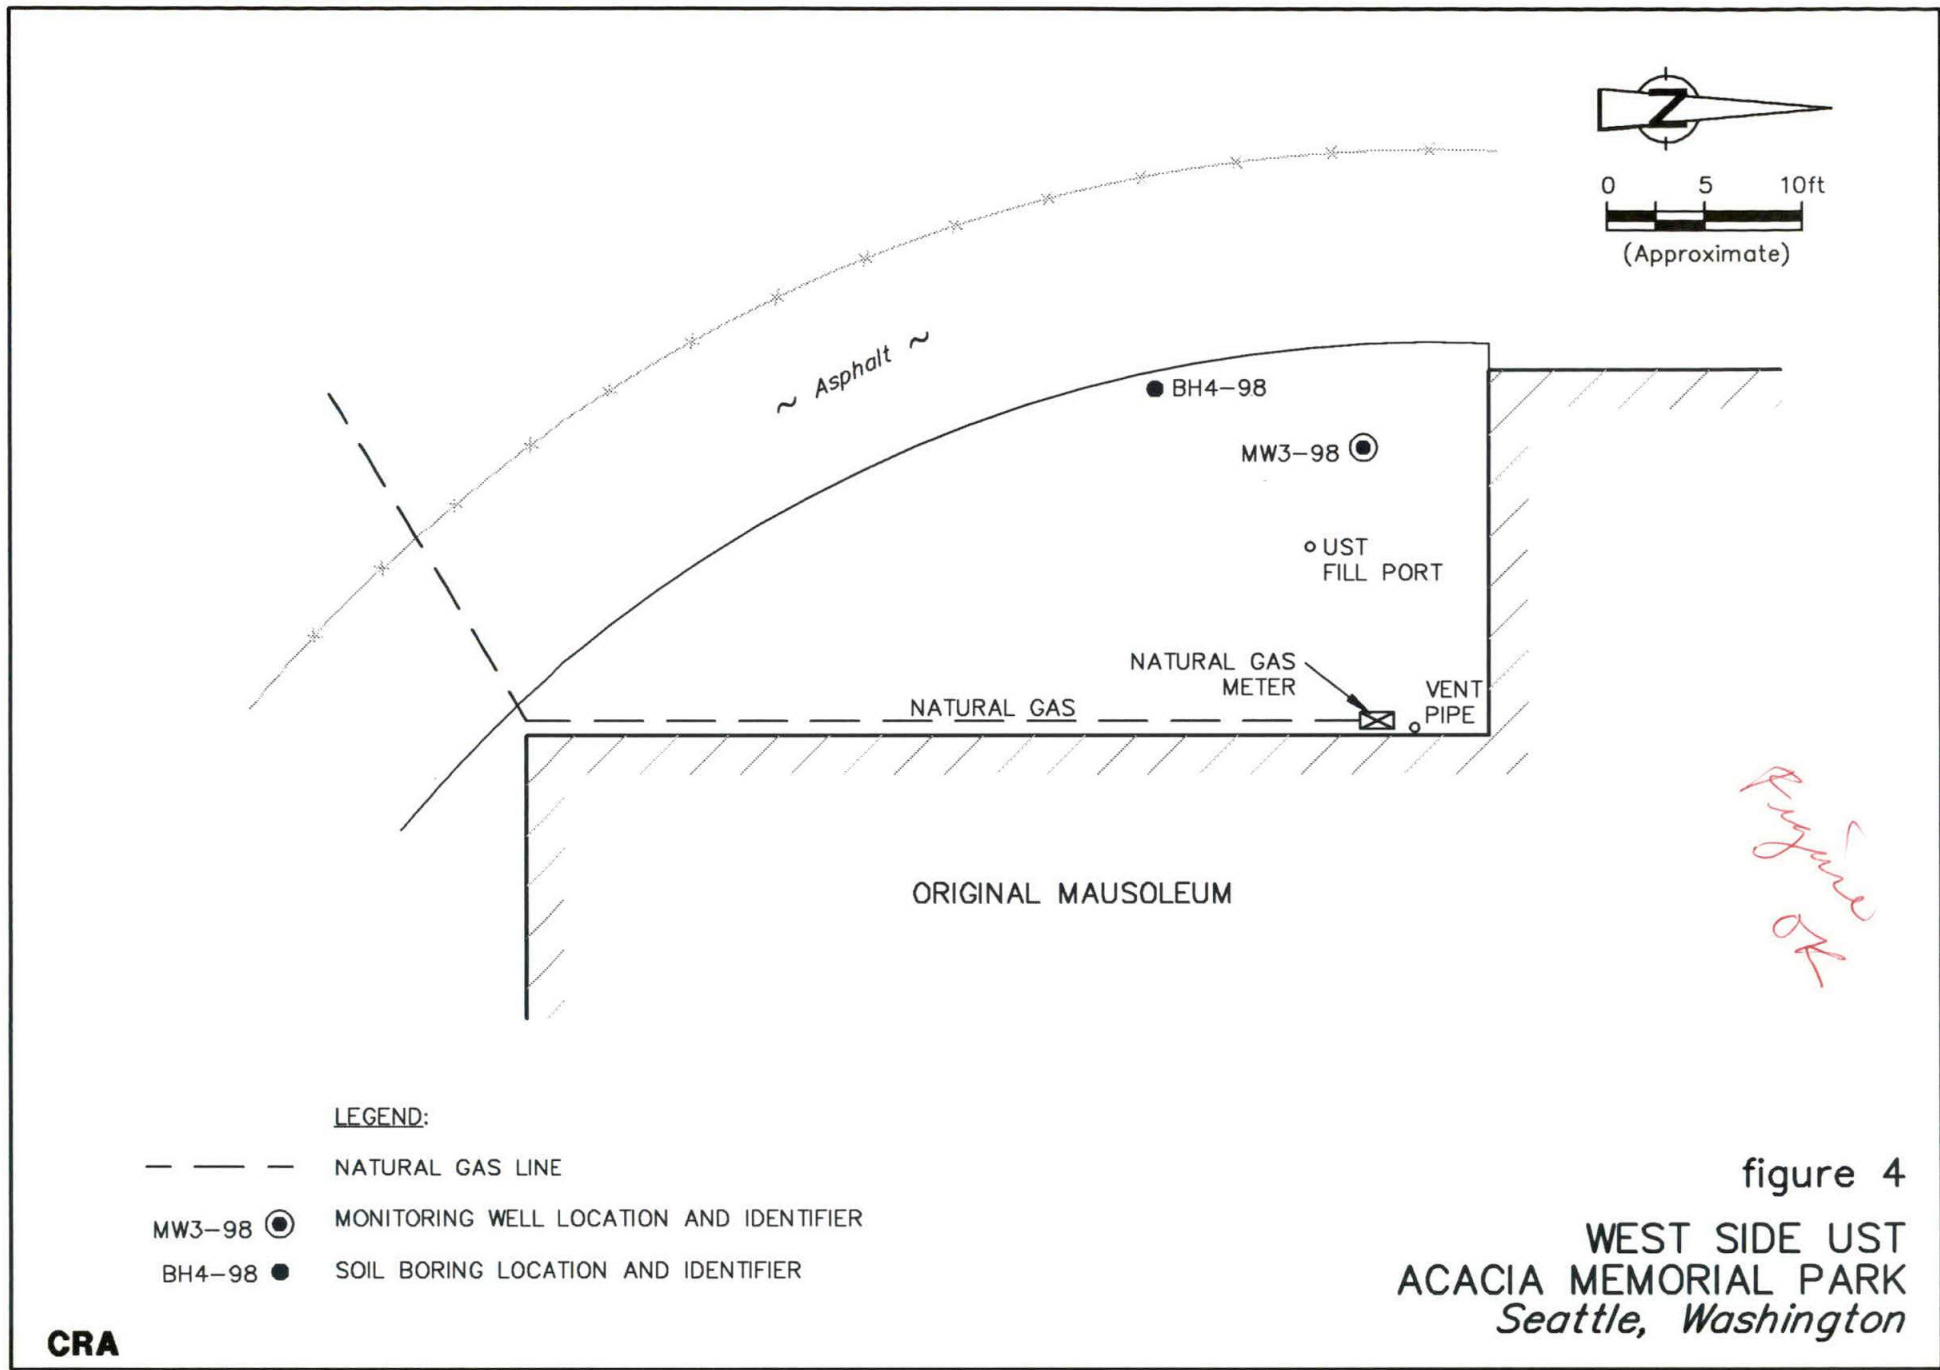 Z
0 5 10ft
(Approximate)
~ Asphalt ~
BH4-98
MW3-98
UST
FILL PORT
NATURAL GAS
METER
VENT
PIPE
NATURAL GAS
ORIGINAL MAUSOLEUM
OK
LEGEND:
NATURAL GAS LINE
MW3-98 MONITORING WELL LOCATION AND IDENTIFIER
BH4-98 SOIL BORING LOCATION AND IDENTIFIER
figure 4
WEST SIDE UST
ACACIA MEMORIAL PARK
Seattle, Washington
CRA